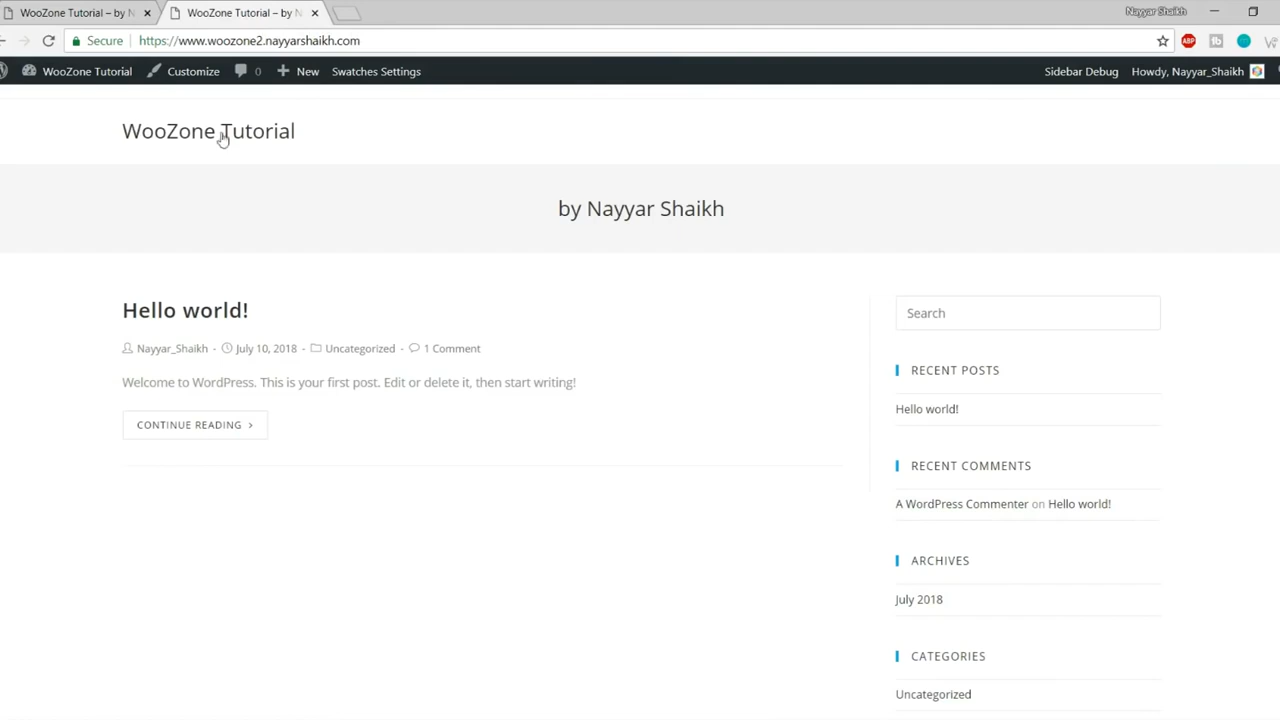 WooZone Tutorial – by N
WooZone Tutorial – by N
Nayyar Shaikh
Secure
https://www.woozone2.nayyarshaikh.com
ABP
WooZone Tutorial
Customize
0
New
Swatches Settings
Sidebar Debug
Howdy, Nayyar_Shaikh
WooZone Tutorial
by Nayyar Shaikh
Hello world!
Nayyar_Shaikh - July 10, 2018 - Uncategorized - 1 Comment
Welcome to WordPress. This is your first post. Edit or delete it, then start writing!
CONTINUE READING >
Search
RECENT POSTS
Hello world!
RECENT COMMENTS
A WordPress Commenter on Hello world!
ARCHIVES
July 2018
CATEGORIES
Uncategorized